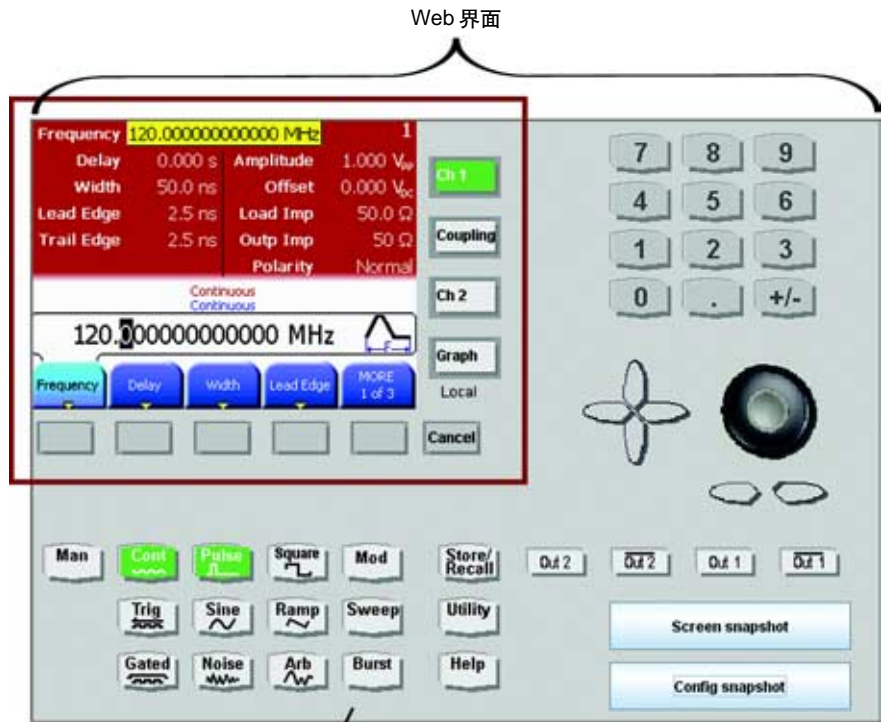 Web 界面
Frequency 120.000000000000 MHz 1
Delay 0.000 s Amplitude 1.000 Vpp
Width 50.0 ns Offset 0.000 VDC
Lead Edge 2.5 ns Load Imp 50.0 Ω
Trail Edge 2.5 ns Outp Imp 50 Ω
Polarity Normal
Continuous
Continuous
120.000000000000 MHz
F
Frequency Delay Width Lead Edge MORE
1 of 3
Ch 1
Coupling
Ch 2
Graph
Local
Cancel
7 8 9
4 5 6
1 2 3
0 . +/-
Man Cont Pulse Square Mod Store/
Recall
Out 2 Out 2 Out 1 Out 1
Trig Sine Ramp Sweep Utility
Screen snapshot
Gated Noise Arb Burst Help
Config snapshot